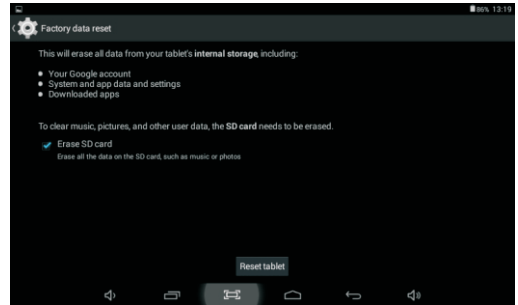 86% 13:19
Factory data reset
This will erase all data from your tablet's internal storage, including:
Your Google account
System and app data and settings
Downloaded apps
To clear music, pictures, and other user data, the SD card needs to be erased.
Erase SD card
Erase all the data on the SD card, such as music or photos
Reset tablet